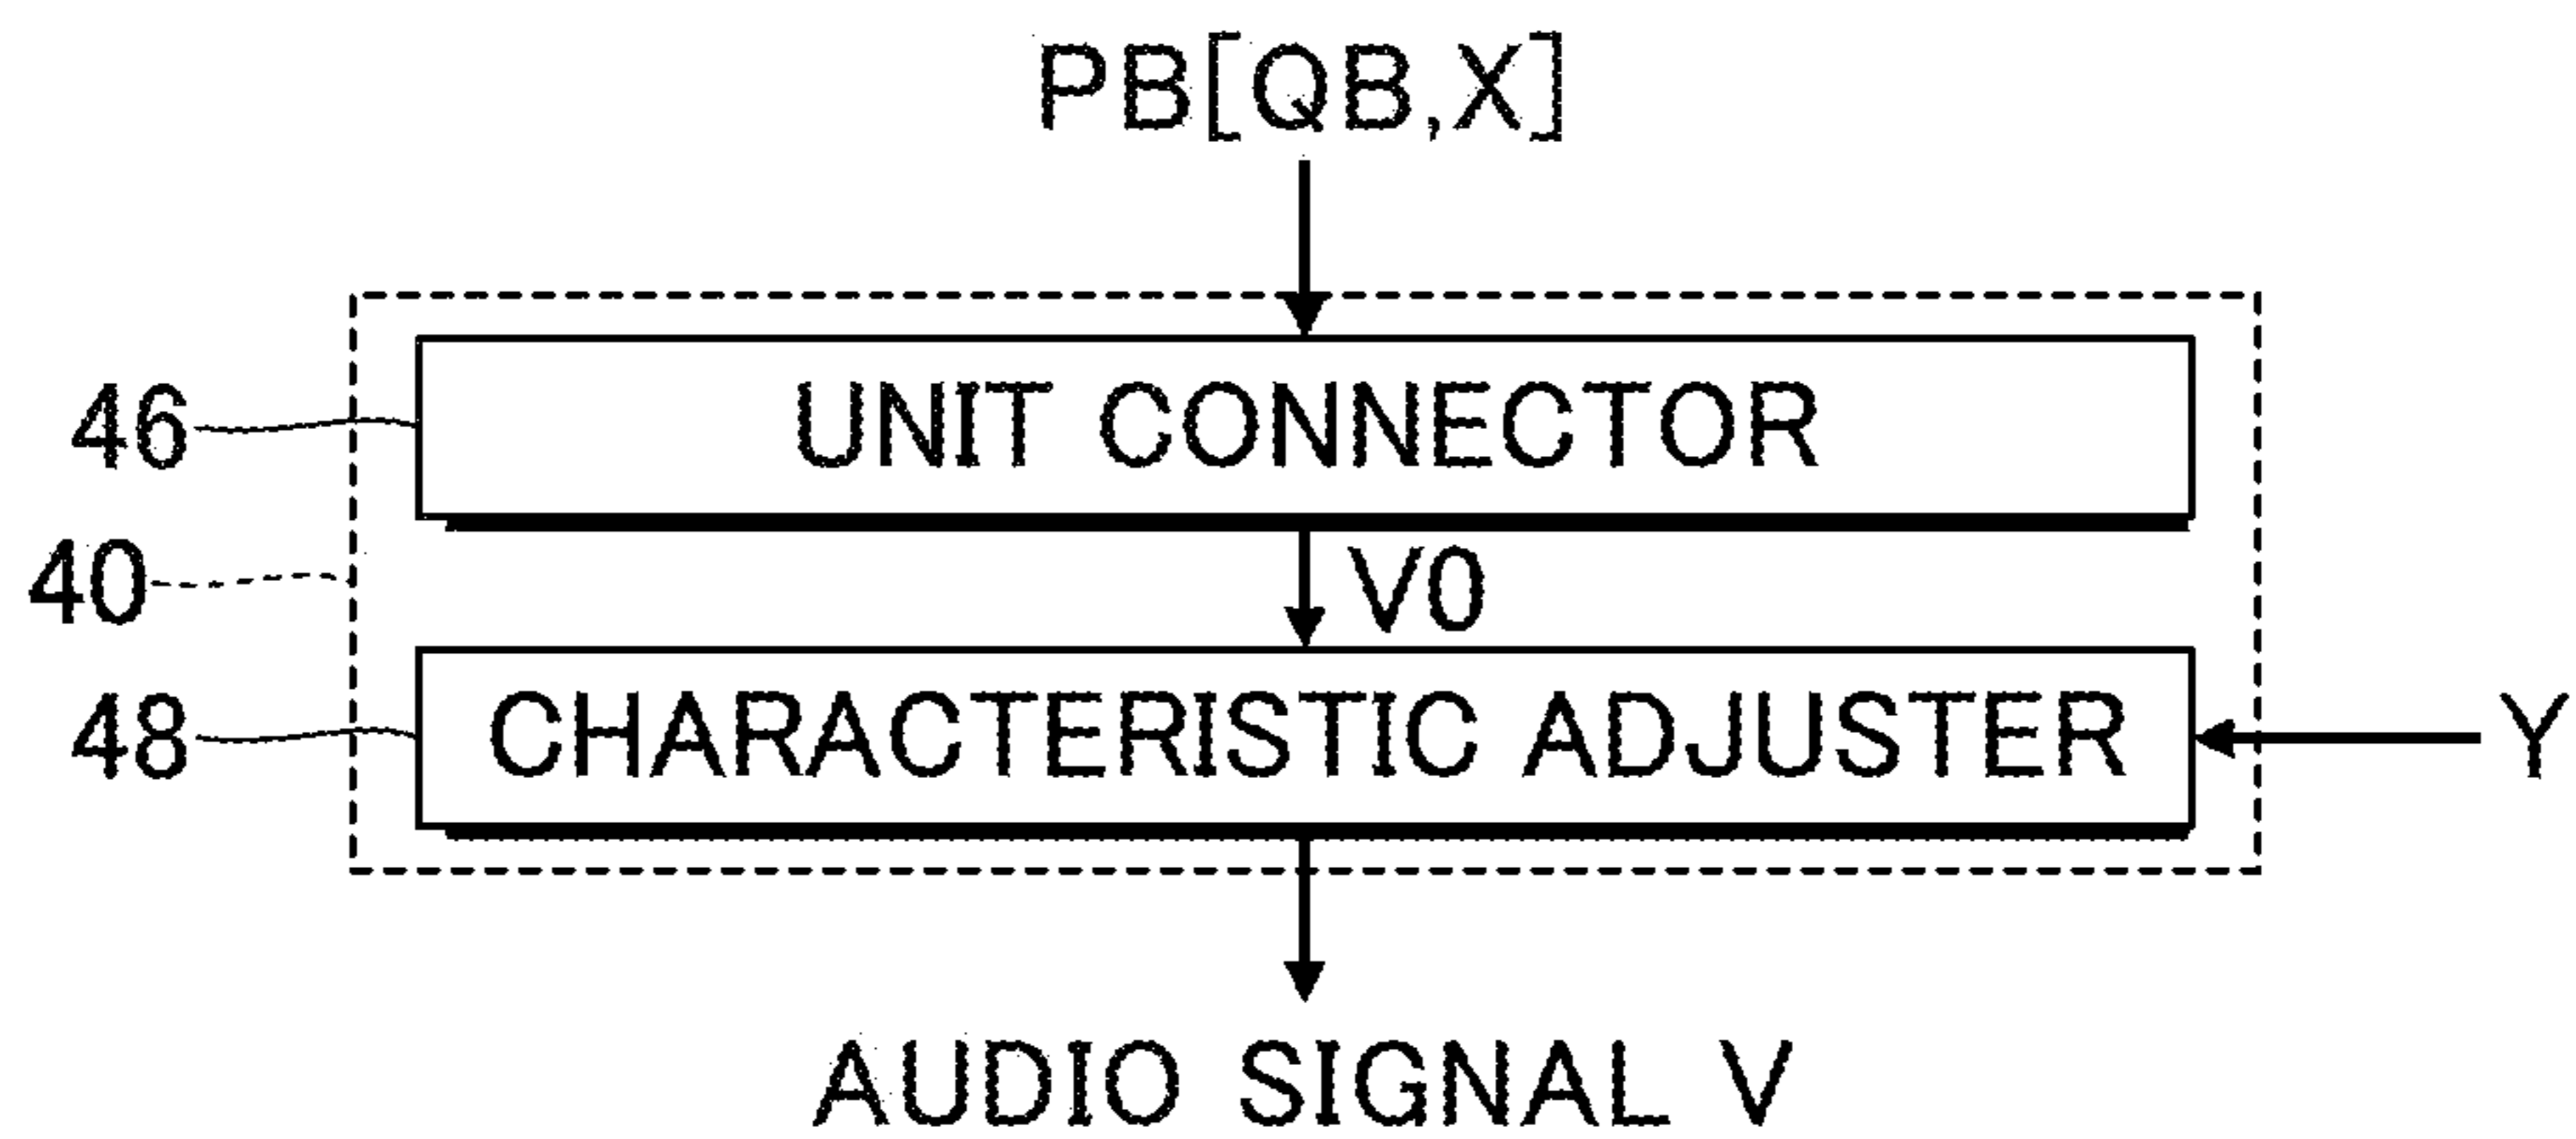 PB[QB,X]
46
UNIT CONNECTOR
40
V0
48
CHARACTERISTIC ADJUSTER
Y
AUDIO SIGNAL V